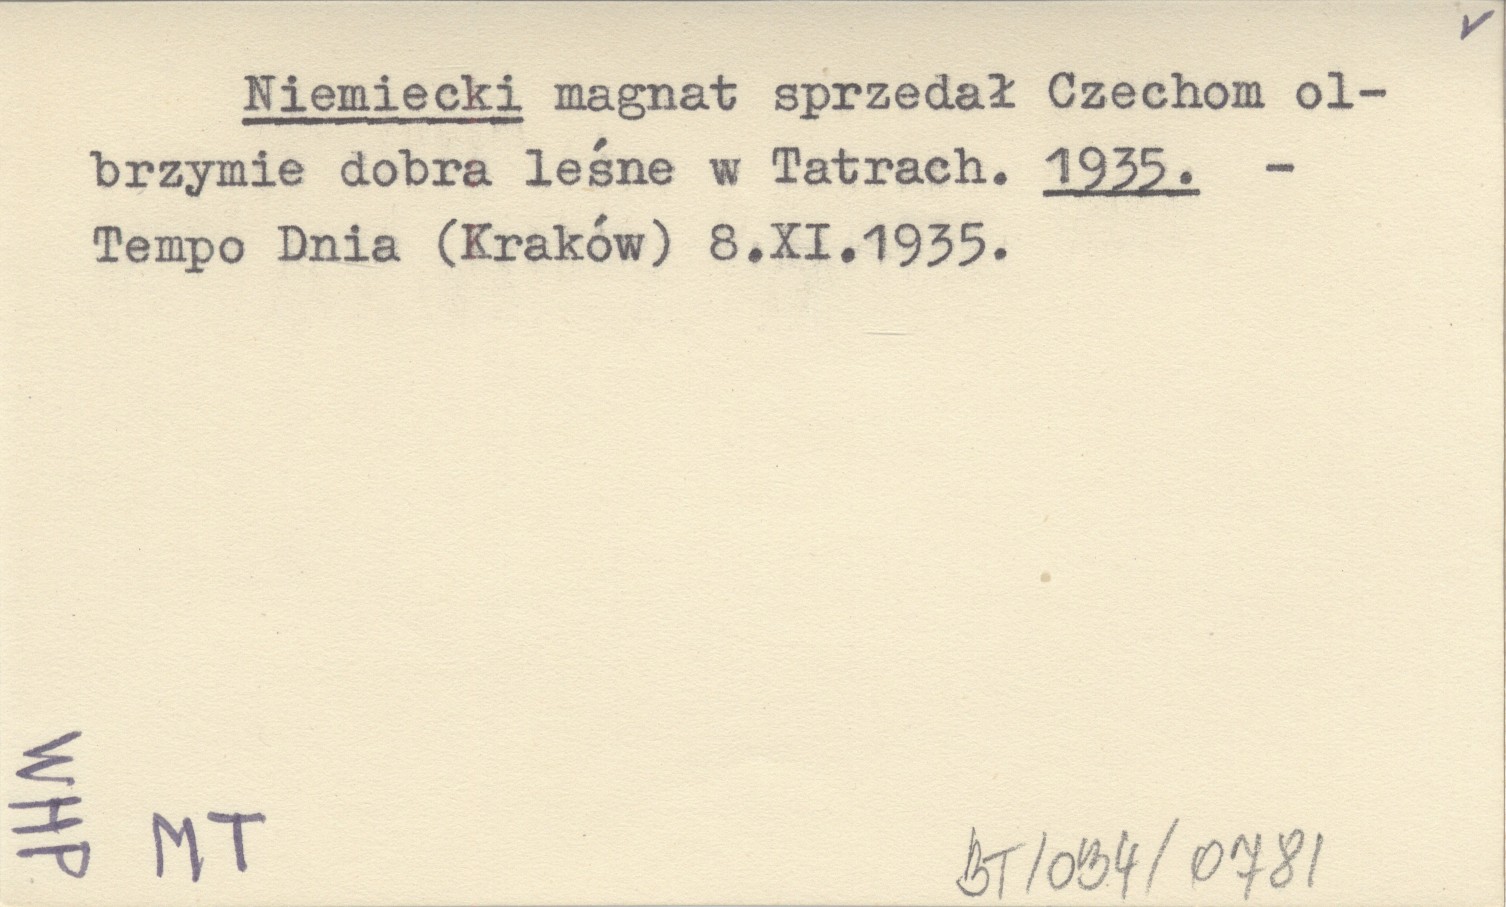 Niemiecki magnat sprzedał Czechom ol-
brzymie dobra leśne w Tatrach. 1935. -
Tempo Dnia (Kraków) 8.XI.1935.
WHP
MT
BT/034/0781